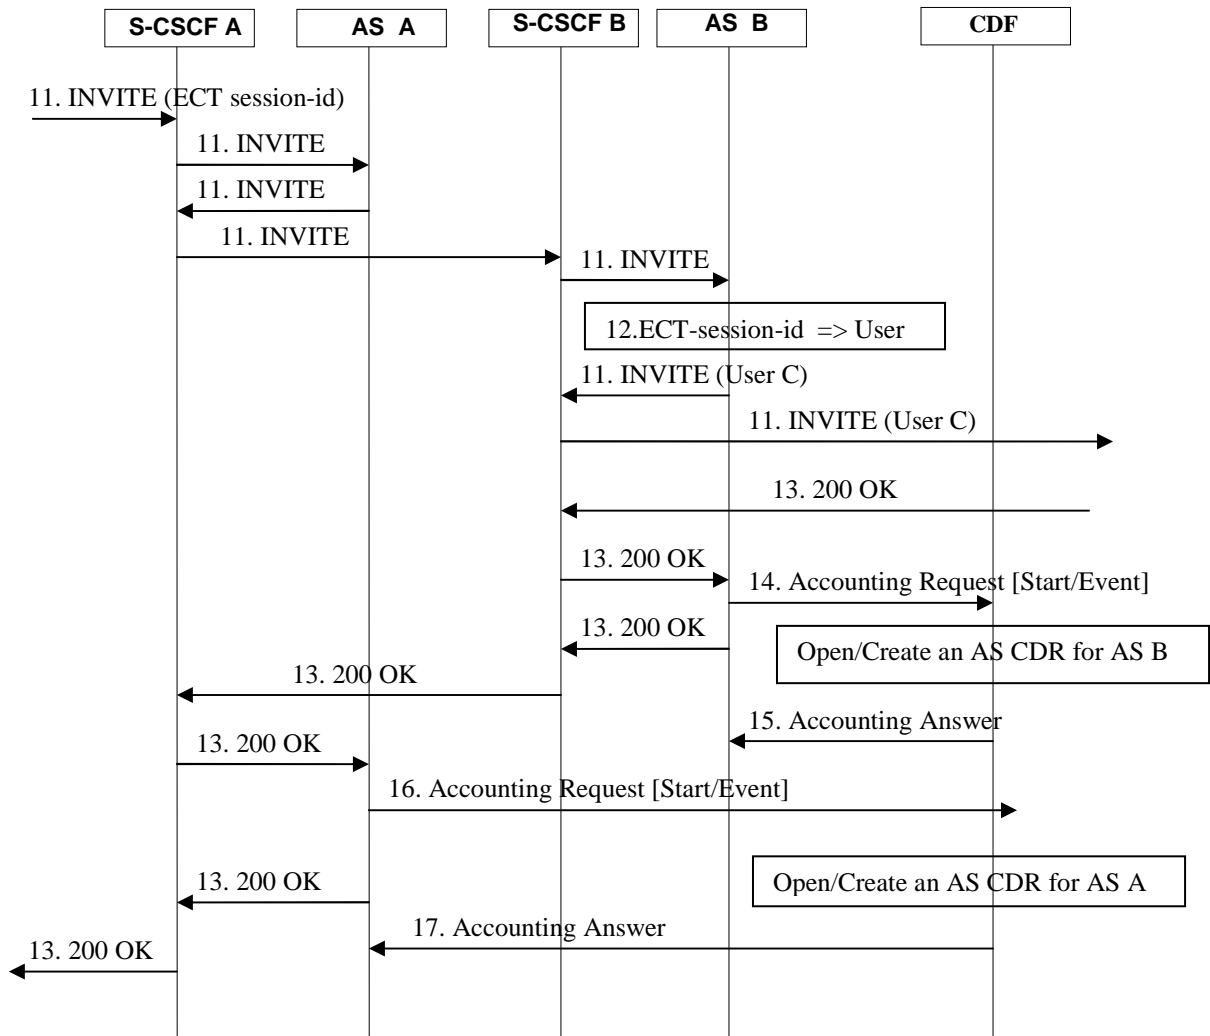 S-CSCF A
AS A
S-CSCF B
AS B
CDF
11. INVITE (ECT session-id)
11. INVITE
11. INVITE
11. INVITE
11. INVITE
12.ECT-session-id => User
11. INVITE (User C)
11. INVITE (User C)
13. 200 OK
13. 200 OK
14. Accounting Request [Start/Event]
13. 200 OK
Open/Create an AS CDR for AS B
13. 200 OK
15. Accounting Answer
13. 200 OK
16. Accounting Request [Start/Event]
13. 200 OK
Open/Create an AS CDR for AS A
17. Accounting Answer
13. 200 OK